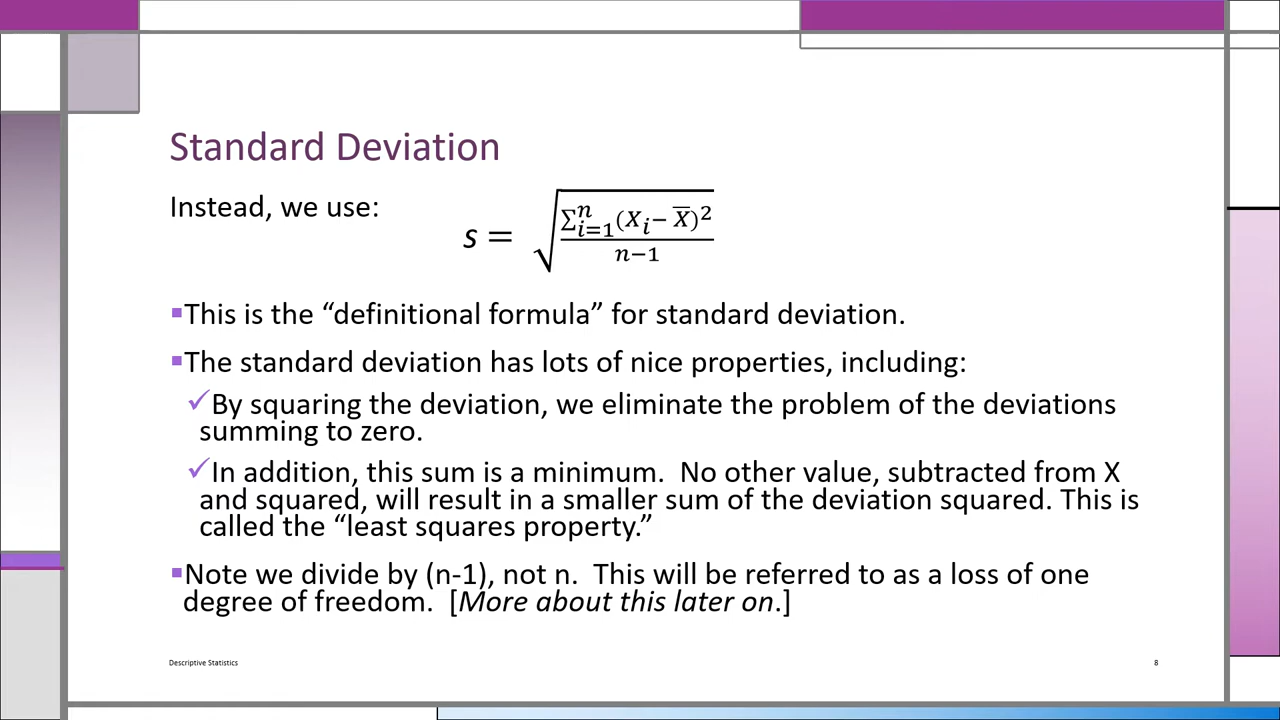 Standard Deviation
Instead, we use:
s = √(∑ⁿᵢ₌₁(Xᵢ− X̅)² / n−1)
▪This is the “definitional formula” for standard deviation.
▪The standard deviation has lots of nice properties, including:
✓By squaring the deviation, we eliminate the problem of the deviations
summing to zero.
✓In addition, this sum is a minimum.  No other value, subtracted from X
and squared, will result in a smaller sum of the deviation squared. This is
called the “least squares property.”
▪Note we divide by (n-1), not n.  This will be referred to as a loss of one
degree of freedom.  [More about this later on.]
Descriptive Statistics
8